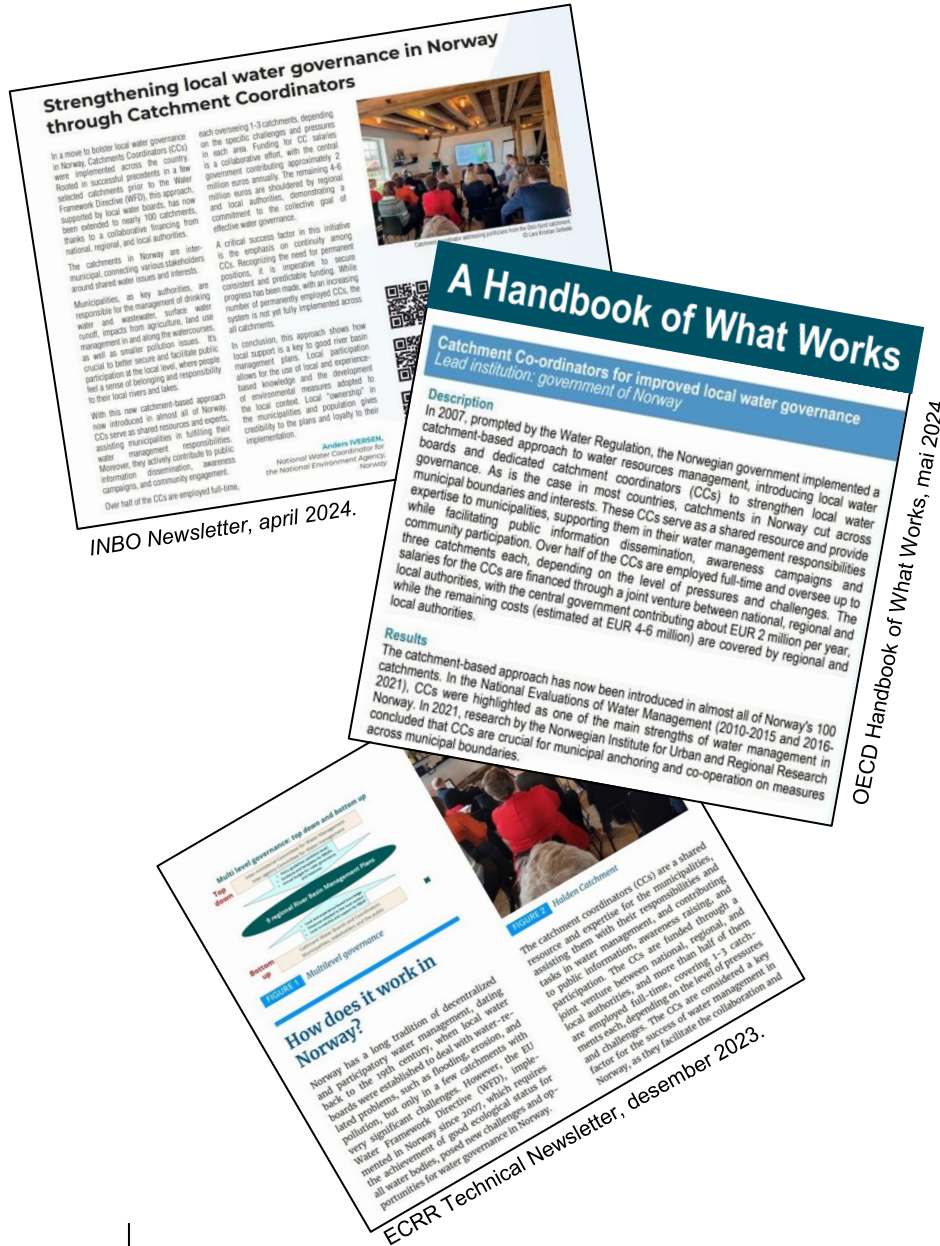 Strengthening local water governance in Norway
through Catchment Coordinators
In a move to bolster local water governance
in Norway, Catchments Coordinators (CCs)
were implemented across the country.
Rooted in successful precedents in a few
selected catchments prior to the Water
Framework Directive (WFD), this approach,
supported by local water boards, has now
been extended to nearly 100 catchments,
thanks to a collaborative financing from
national, regional, and local authorities.
The catchments in Norway are inter-
municipal, connecting various stakeholders
around shared water issues and interests.
Municipalities, as key authorities, are
responsible for the management of drinking
water and wastewater, surface water
runoff, impacts from agriculture, land use
management in and along the watercourses,
as well as smaller pollution issues. It's
crucial to better secure and facilitate public
participation at the local level, where people
feel a sense of belonging and responsibility
to their local rivers and lakes.
With this new catchment-based approach
now introduced in almost all of Norway,
CCs serve as shared resources and experts,
assisting municipalities in fulfilling their
water management responsibilities.
Moreover, they actively contribute to public
information dissemination, awareness
campaigns, and community engagement.
Over half of the CCs are employed full-time,
each overseeing 1-3 catchments, depending
on the specific challenges and pressures
in each area. Funding for CC salaries
is a collaborative effort, with the central
government contributing approximately 2
million euros annually. The remaining 4-6
million euros are shouldered by regional
and local authorities, demonstrating a
commitment to the collective goal of
effective water governance.
A critical success factor in this initiative
is the emphasis on continuity among
CCs. Recognizing the need for permanent
positions, it is imperative to secure
consistent and predictable funding. While
progress has been made, with an increasing
number of permanently employed CCs, the
system is not yet fully implemented across
all catchments.
In conclusion, this approach shows how
local support is a key to good river basin
management plans. Local participation
allows for the use of local and experience-
based knowledge and the development
of environmental measures adopted to
the local context. Local "ownership" in
the municipalities and population gives
credibility to the plans and loyalty to their
implementation.
Anders IVERSEN,
National Water Coordinator for
the National Environment Agency,
Norway
Catchment coordinator addressing politicians from the Oslo fjord catchment.
INBO Newsletter, april 2024.
A Handbook of What Works
Catchment Co-ordinators for improved local water governance
Lead institution: government of Norway
Description
In 2007, prompted by the Water Regulation, the Norwegian government implemented a
catchment-based approach to water resources management, introducing local water
boards and dedicated catchment coordinators (CCs) to strengthen local water
governance. As is the case in most countries, catchments in Norway cut across
municipal boundaries and interests. These CCs serve as a shared resource and provide
expertise to municipalities, supporting them in their water management responsibilities
while facilitating public information dissemination, awareness campaigns and
community participation. Over half of the CCs are employed full-time and oversee up to
three catchments each, depending on the level of pressures and challenges. The
salaries for the CCs are financed through a joint venture between national, regional and
local authorities, with the central government contributing about EUR 2 million per year,
while the remaining costs (estimated at EUR 4-6 million) are covered by regional and
local authorities.
Results
The catchment-based approach has now been introduced in almost all of Norway's 100
catchments. In the National Evaluations of Water Management (2010-2015 and 2016-
2021), CCs were highlighted as one of the main strengths of water management in
Norway. In 2021, research by the Norwegian Institute for Urban and Regional Research
concluded that CCs are crucial for municipal anchoring and co-operation on measures
across municipal boundaries.
OECD Handbook of What Works, mai 2024
Multi level governance: top down and bottom up
Top
down
9 regional River Basin Management Plans
Catchment Water Boards and Coordinators
Municipalities, stakeholders and the public
Bottom
up
FIGURE 1 Multilevel governance
How does it work in
Norway?
Norway has a long tradition of decentralized
and participatory water management, dating
back to the 19th century, when local water
boards were established to deal with water-re-
lated problems, such as flooding, erosion, and
pollution, but only in a few catchments with
very significant challenges. However, the EU
Water Framework Directive (WFD), imple-
mented in Norway since 2007, which requires
the achievement of good ecological status for
all water bodies, posed new challenges and op-
portunities for water governance in Norway.
FIGURE 2 Halden Catchment
The catchment coordinators (CCs) are a shared
resource and expertise for the municipalities,
assisting them with their responsibilities and
tasks in water management, and contributing
to public information, awareness raising, and
participation. The CCs are funded through a
joint venture between national, regional, and
local authorities, and more than half of them
are employed full-time, covering 1-3 catch-
ments each, depending on the level of pressures
and challenges. The CCs are considered a key
factor for the success of water management in
Norway, as they facilitate the collaboration and
ECRR Technical Newsletter, desember 2023.